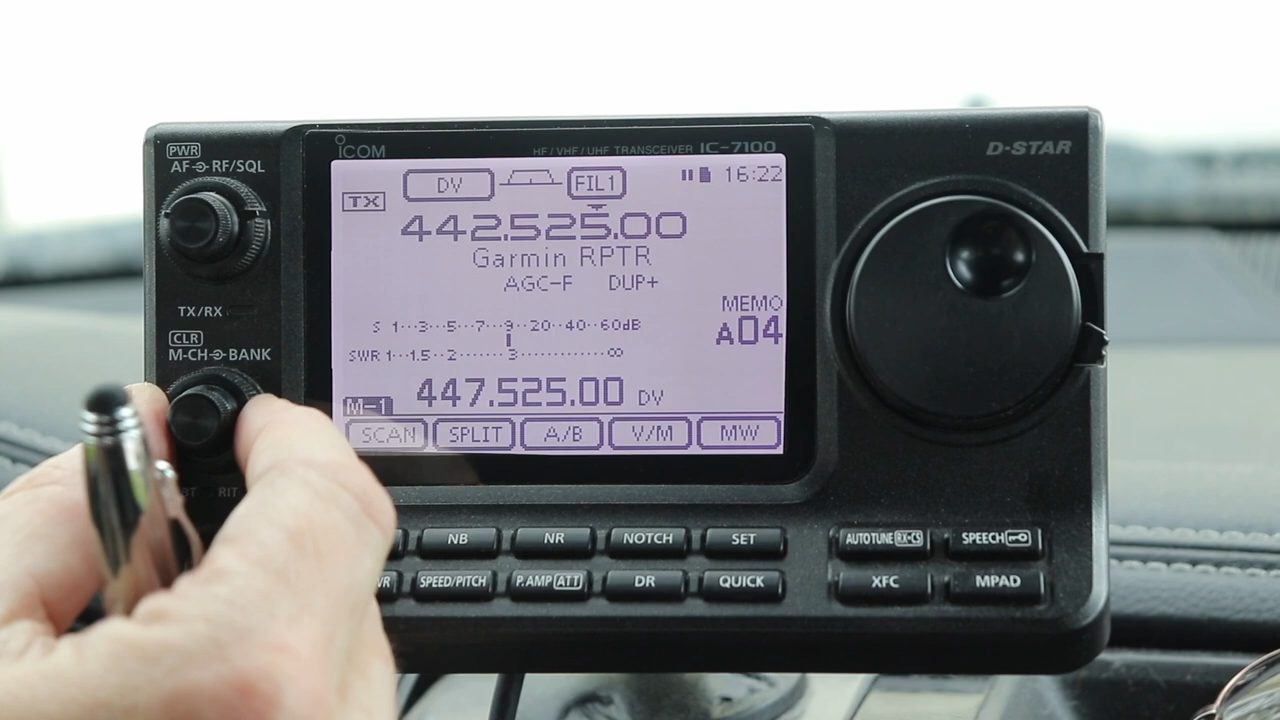 PWR
AF RF/SQL
ICOM
HF/VHF/UHF TRANSCEIVER IC-7100
D-STAR
DV FIL1 16:22
TX
442.525.00
Garmin RPTR
AGC-F DUP+
TX/RX
MEMO
A04
CLR
M-CH BANK
S 1··3··5··7··9··20··40··60dB
SWR 1··1.5··2·······3············∞
447.525.00 DV
M-1
SCAN SPLIT A/B V/M MW
RIT
NB NR NOTCH SET AUTOTUNE RX-CS SPEECH
SPEED/PITCH P.AMP ATT DR QUICK XFC MPAD